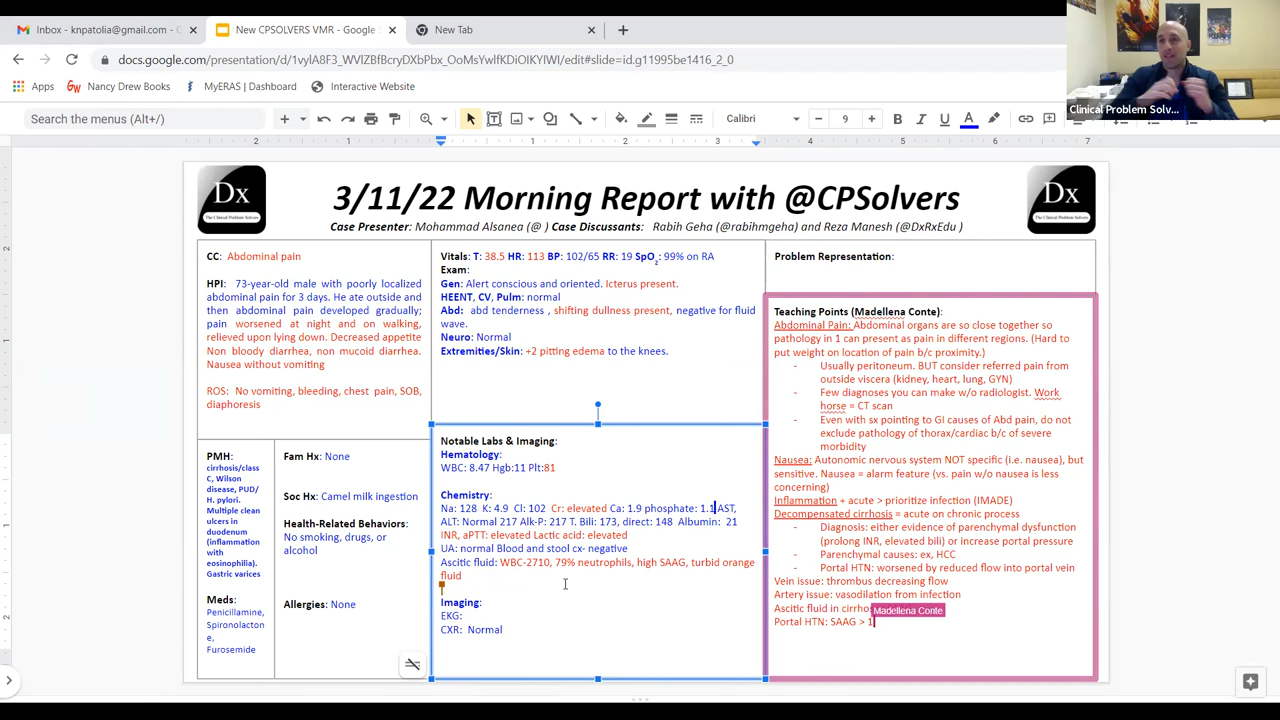 Inbox - knpatolia@gmail.com -
New CPSOLVERS VMR - Google S
New Tab
docs.google.com/presentation/d/1vylA8F3_WVlZBfBcryDXbPbx_OoMsYwlfKDiOIKYIWI/edit#slide=id.g11995be1416_2_0
Apps
Nancy Drew Books
MyERAS | Dashboard
Interactive Website
Clinical Problem Solv...
Search the menus (Alt+/)
Calibri
9
2 1 1 2 3 4 5 6 7
Dx
The Clinical Problem Solvers
3/11/22 Morning Report with @CPSolvers
Case Presenter: Mohammad Alsanea (@ ) Case Discussants: Rabih Geha (@rabihmgeha) and Reza Manesh (@DxRxEdu )
Dx
The Clinical Problem Solvers
CC: Abdominal pain
HPI: 73-year-old male with poorly localized
abdominal pain for 3 days. He ate outside and
then abdominal pain developed gradually;
pain worsened at night and on walking,
relieved upon lying down. Decreased appetite
Non bloody diarrhea, non mucoid diarrhea.
Nausea without vomiting
ROS: No vomiting, bleeding, chest pain, SOB,
diaphoresis
PMH:
cirrhosis/class
C, Wilson
disease, PUD/
H. pylori.
Multiple clean
ulcers in
duodenum
(inflammation
with
eosinophilia).
Gastric varices
Meds:
Penicillamine,
Spironolacton
e,
Furosemide
Fam Hx: None
Soc Hx: Camel milk ingestion
Health-Related Behaviors:
No smoking, drugs, or
alcohol
Allergies: None
Vitals: T: 38.5 HR: 113 BP: 102/65 RR: 19 SpO2: 99% on RA
Exam:
Gen: Alert conscious and oriented. Icterus present.
HEENT, CV, Pulm: normal
Abd: abd tenderness , shifting dullness present, negative for fluid
wave.
Neuro: Normal
Extremities/Skin: +2 pitting edema to the knees.
Notable Labs & Imaging:
Hematology:
WBC: 8.47 Hgb:11 Plt:81
Chemistry:
Na: 128 K: 4.9 Cl: 102 Cr: elevated Ca: 1.9 phosphate: 1.1 AST,
ALT: Normal 217 Alk-P: 217 T. Bili: 173, direct: 148 Albumin: 21
INR, aPTT: elevated Lactic acid: elevated
UA: normal Blood and stool cx- negative
Ascitic fluid: WBC-2710, 79% neutrophils, high SAAG, turbid orange
fluid
Imaging:
EKG:
CXR: Normal
Problem Representation:
Teaching Points (Madellena Conte):
Abdominal Pain: Abdominal organs are so close together so
pathology in 1 can present as pain in different regions. (Hard to
put weight on location of pain b/c proximity.)
- Usually peritoneum. BUT consider referred pain from
outside viscera (kidney, heart, lung, GYN)
- Few diagnoses you can make w/o radiologist. Work
horse = CT scan
- Even with sx pointing to GI causes of Abd pain, do not
exclude pathology of thorax/cardiac b/c of severe
morbidity
Nausea: Autonomic nervous system NOT specific (i.e. nausea), but
sensitive. Nausea = alarm feature (vs. pain w/o nausea is less
concerning)
Inflammation + acute > prioritize infection (IMADE)
Decompensated cirrhosis = acute on chronic process
- Diagnosis: either evidence of parenchymal dysfunction
(prolong INR, elevated bili) or increase portal pressure
- Parenchymal causes: ex, HCC
- Portal HTN: worsened by reduced flow into portal vein
Vein issue: thrombus decreasing flow
Artery issue: vasodilation from infection
Ascitic fluid in cirrho
Madellena Conte
Portal HTN: SAAG > 1